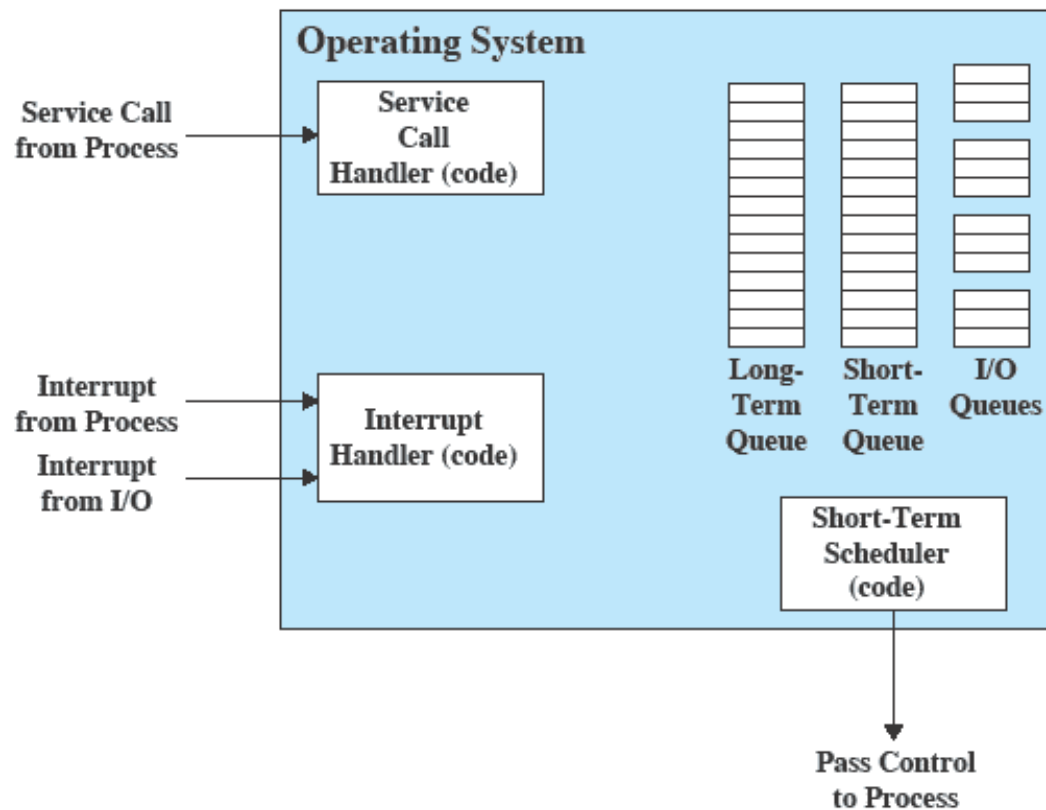 Operating System
Service Call
from Process
Service
Call
Handler (code)
Interrupt
from Process
Interrupt
from I/O
Interrupt
Handler (code)
Long-
Term
Queue
Short-
Term
Queue
I/O
Queues
Short-Term
Scheduler
(code)
Pass Control
to Process